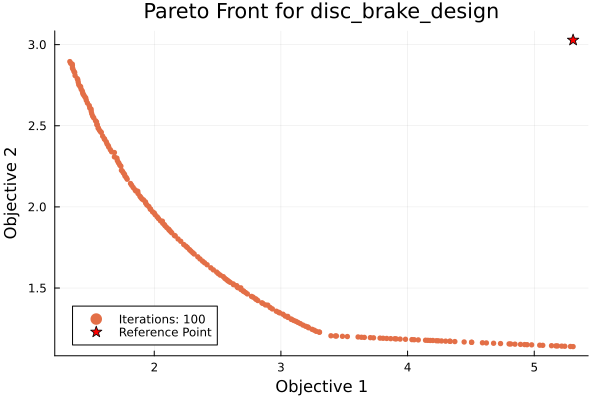 Pareto Front for disc_brake_design
Objective 2
3.0
2.5
2.0
1.5
Iterations: 100
Reference Point
2 3 4 5
Objective 1